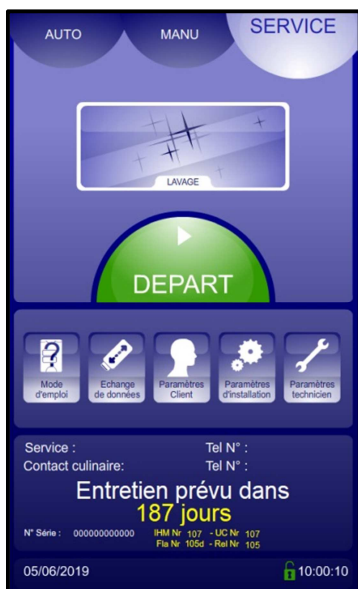 AUTO MANU SERVICE
LAVAGE
DEPART
Mode d'emploi
Echange de données
Paramètres Client
Paramètres d'installation
Paramètres technicien
Service : Tel N° :
Contact culinaire: Tel N° :
Entretien prévu dans
187 jours
N° Série : 000000000000 IHM Nr 107 - UC Nr 107
Fla Nr 105d - Rel Nr 105
05/06/2019 10:00:10